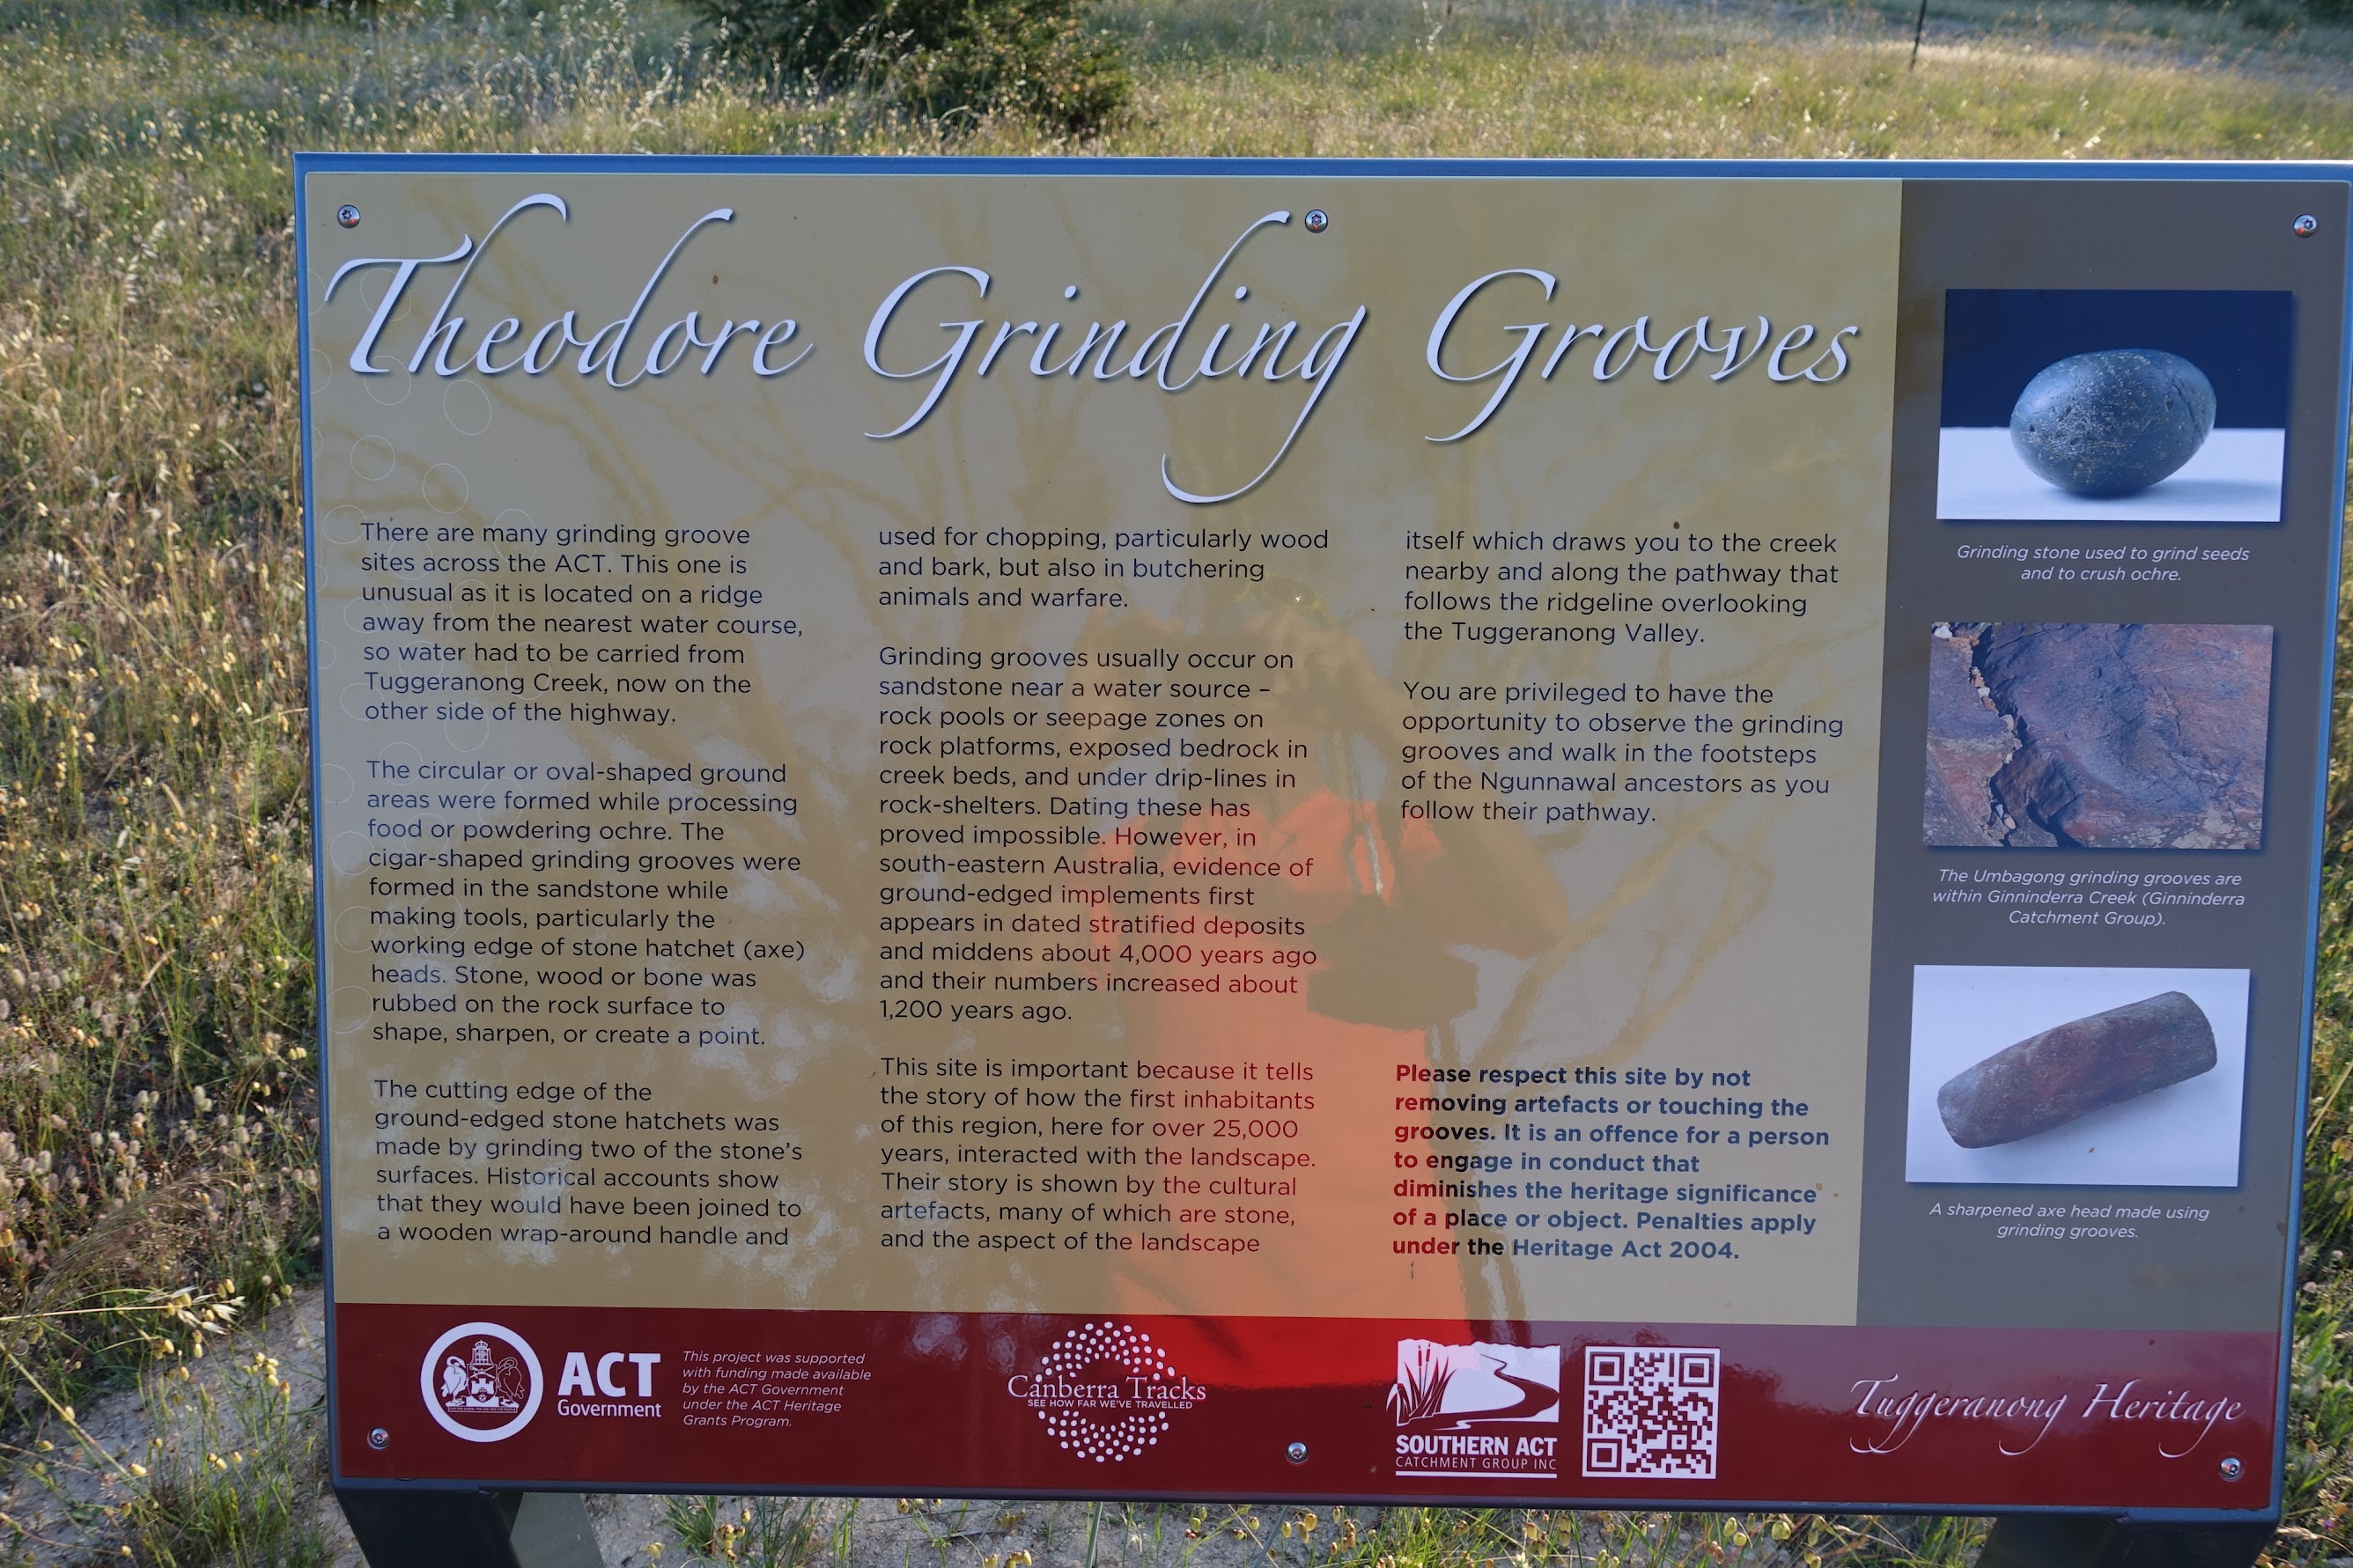 Theodore Grinding Grooves
There are many grinding groove
sites across the ACT. This one is
unusual as it is located on a ridge
away from the nearest water course,
so water had to be carried from
Tuggeranong Creek, now on the
other side of the highway.
The circular or oval-shaped ground
areas were formed while processing
food or powdering ochre. The
cigar-shaped grinding grooves were
formed in the sandstone while
making tools, particularly the
working edge of stone hatchet (axe)
heads. Stone, wood or bone was
rubbed on the rock surface to
shape, sharpen, or create a point.
The cutting edge of the
ground-edged stone hatchets was
made by grinding two of the stone's
surfaces. Historical accounts show
that they would have been joined to
a wooden wrap-around handle and
used for chopping, particularly wood
and bark, but also in butchering
animals and warfare.
Grinding grooves usually occur on
sandstone near a water source –
rock pools or seepage zones on
rock platforms, exposed bedrock in
creek beds, and under drip-lines in
rock-shelters. Dating these has
proved impossible. However, in
south-eastern Australia, evidence of
ground-edged implements first
appears in dated stratified deposits
and middens about 4,000 years ago
and their numbers increased about
1,200 years ago.
This site is important because it tells
the story of how the first inhabitants
of this region, here for over 25,000
years, interacted with the landscape.
Their story is shown by the cultural
artefacts, many of which are stone,
and the aspect of the landscape
itself which draws you to the creek
nearby and along the pathway that
follows the ridgeline overlooking
the Tuggeranong Valley.
You are privileged to have the
opportunity to observe the grinding
grooves and walk in the footsteps
of the Ngunnawal ancestors as you
follow their pathway.
Please respect this site by not
removing artefacts or touching the
grooves. It is an offence for a person
to engage in conduct that
diminishes the heritage significance
of a place or object. Penalties apply
under the Heritage Act 2004.
Grinding stone used to grind seeds
and to crush ochre.
The Umbagong grinding grooves are
within Ginninderra Creek (Ginninderra
Catchment Group).
A sharpened axe head made using
grinding grooves.
ACT
Government
This project was supported
with funding made available
by the ACT Government
under the ACT Heritage
Grants Program.
Canberra Tracks
SEE HOW FAR WE'VE TRAVELLED
SOUTHERN ACT
CATCHMENT GROUP INC
Tuggeranong Heritage